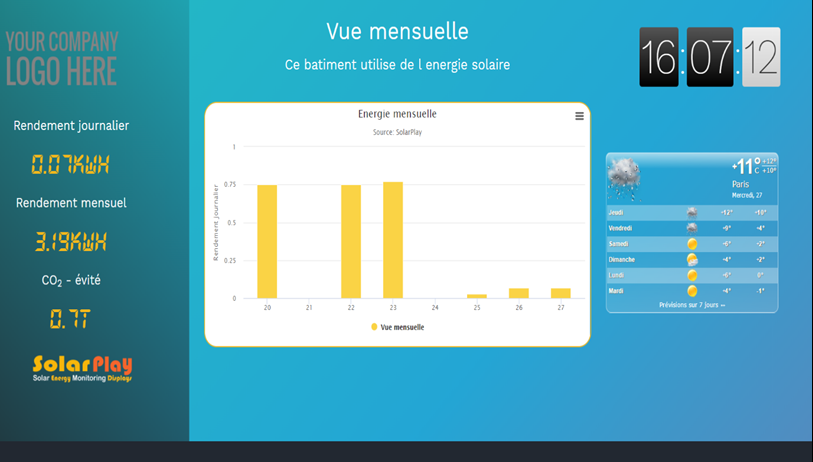 YOUR COMPANY
LOGO HERE
Rendement journalier
0.07KWH
Rendement mensuel
3.19KWH
CO2 - évité
0.7T
SolarPlay
Solar Energy Monitoring Displays
Vue mensuelle
Ce batiment utilise de l energie solaire
Energie mensuelle
Source: SolarPlay
Rendement journalier
1
0.75
0.5
0.25
0
20 21 22 23 24 25 26 27
Vue mensuelle
16:07:12
+11°C +12° +10°
Paris
Mercredi, 27
Jeudi +12° +10°
Vendredi +9° +4°
Samedi +6° +2°
Dimanche +4° +2°
Lundi +6° 0°
Mardi +4° -1°
Prévisions sur 7 jours